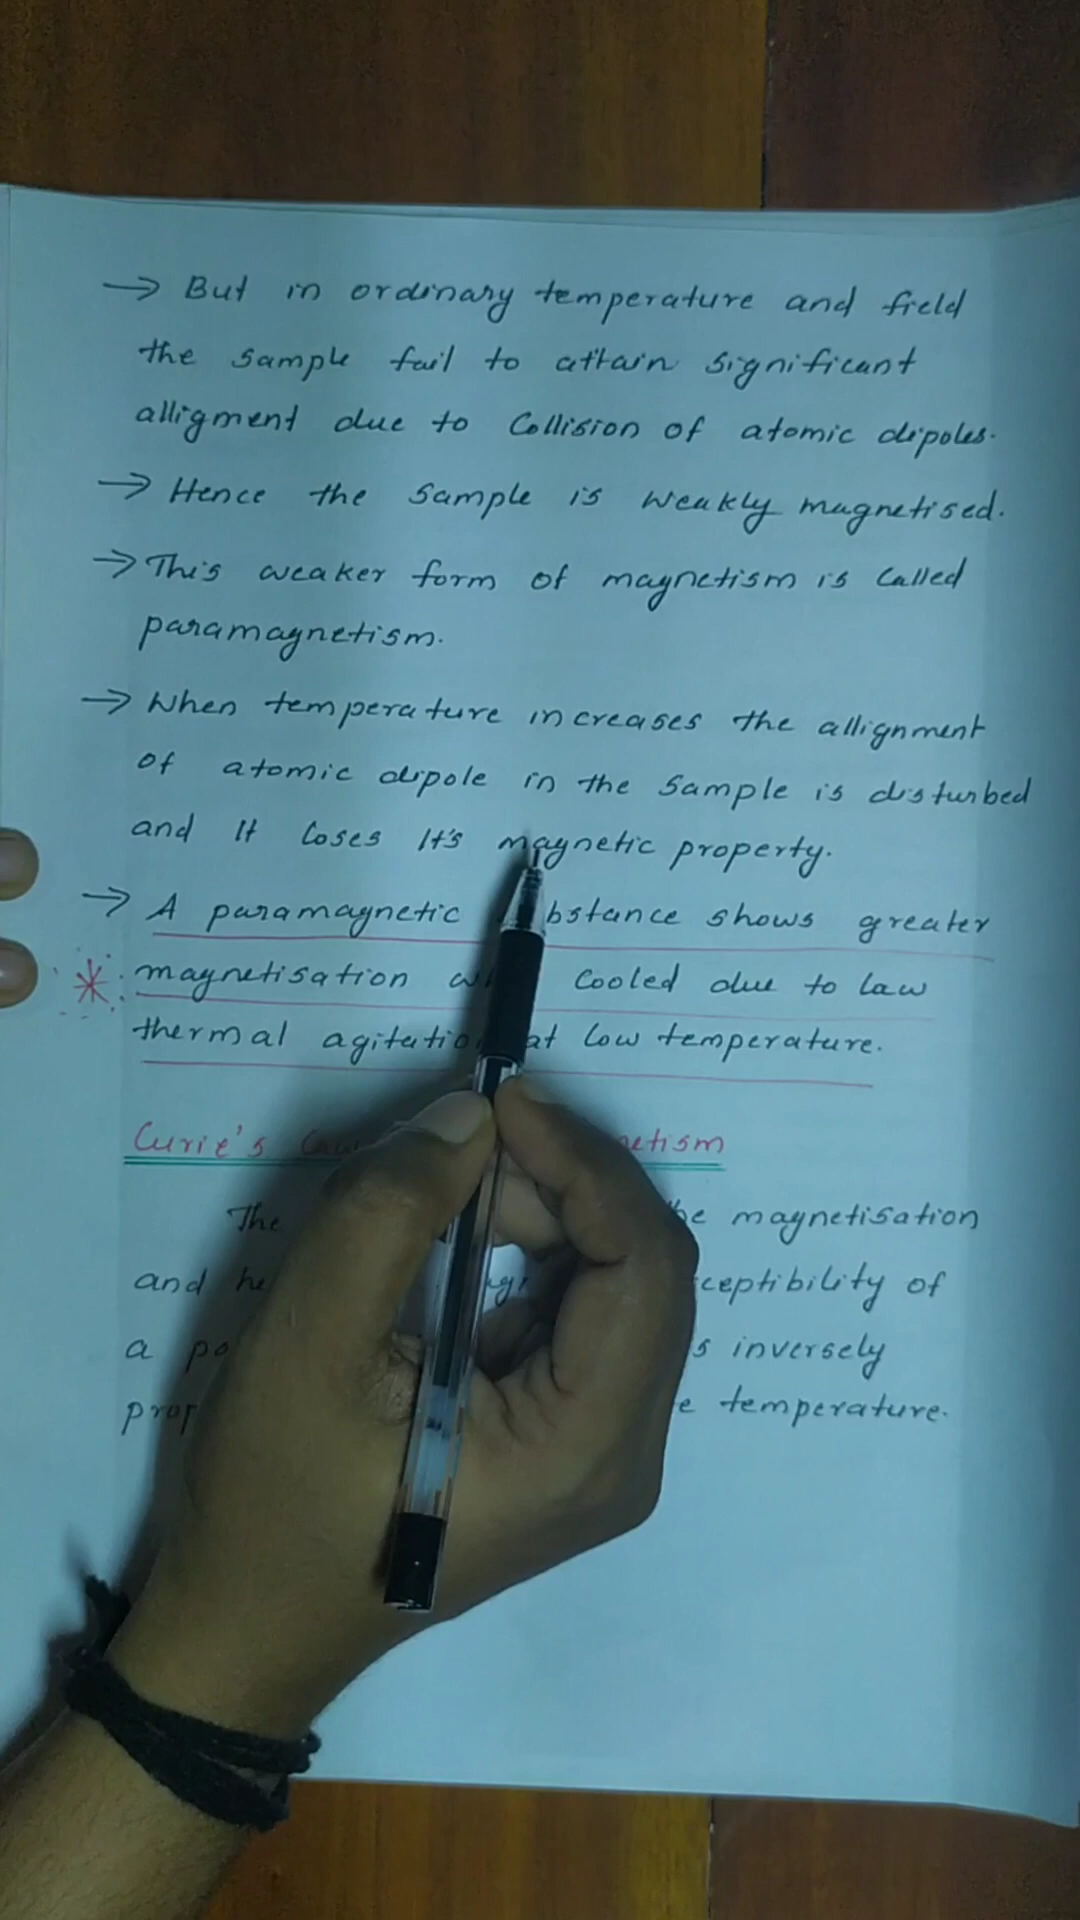 → But in ordinary temperature and field
the sample fail to attain significant
alligment due to Collision of atomic dipoles.
→ Hence the sample is weakly magnetised.
→ This weaker form of magnetism is Called
paramagnetism.
→ When temperature increases the allignment
of atomic dipole in the sample is disturbed
and It loses It's magnetic property.
→ A paramagnetic bstance shows greater
magnetisation cooled due to law
thermal agitatio at low temperature.
Curie's netism
The magnetisation
and ceptibility of
a inversely
temperature.